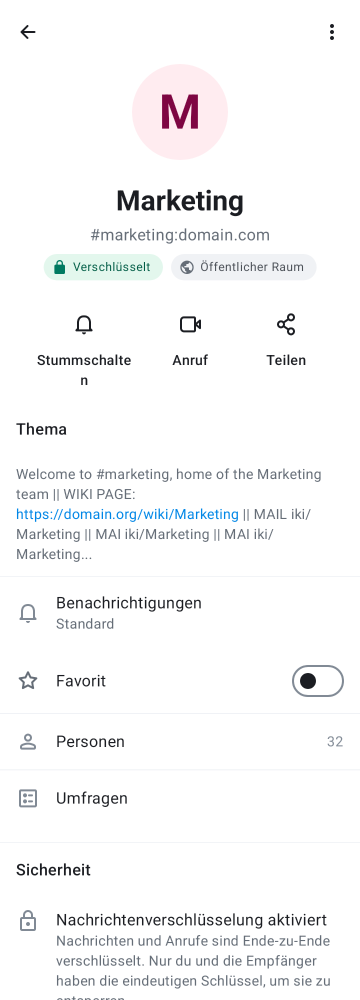 M
Marketing
#marketing:domain.com
Verschlüsselt
Öffentlicher Raum
Stummschalte
n
Anruf
Teilen
Thema
Welcome to #marketing, home of the Marketing
team || WIKI PAGE:
https://domain.org/wiki/Marketing || MAIL iki/
Marketing || MAI iki/Marketing || MAI iki/
Marketing...
Benachrichtigungen
Standard
Favorit
Personen
32
Umfragen
Sicherheit
Nachrichtenverschlüsselung aktiviert
Nachrichten und Anrufe sind Ende-zu-Ende
verschlüsselt. Nur du und die Empfänger
haben die eindeutigen Schlüssel, um sie zu